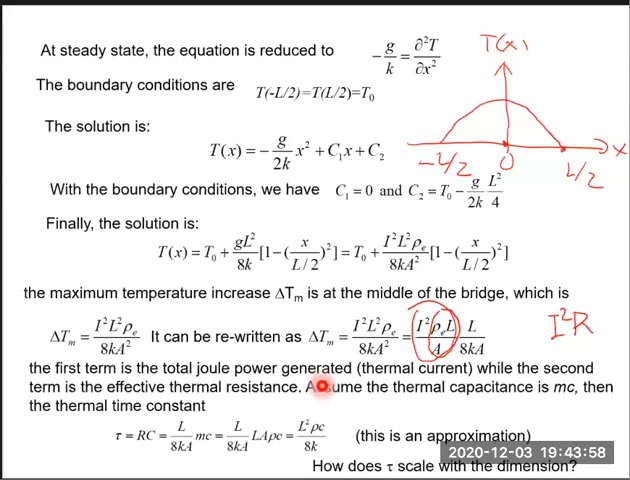 At steady state, the equation is reduced to −g/k = ∂²T/∂x²
T(x)
The boundary conditions are T(-L/2)=T(L/2)=T₀
The solution is:
T(x) = −g/2k x² + C₁x + C₂
-L/2 0 L/2 x
With the boundary conditions, we have C₁ = 0 and C₂ = T₀ − g/2k L²/4
Finally, the solution is:
T(x) = T₀ + gL²/8k [1−(x/L/2)²] = T₀ + I²L²ρₑ/8kA² [1−(x/L/2)²]
the maximum temperature increase ΔTₘ is at the middle of the bridge, which is
ΔTₘ = I²L²ρₑ/8kA² It can be re-written as ΔTₘ = I²L²ρₑ/8kA² = I²ρₑL/A L/8kA I²R
the first term is the total joule power generated (thermal current) while the second
term is the effective thermal resistance. Assume the thermal capacitance is mc, then
the thermal time constant
τ = RC = L/8kA mc = L/8kA LAρc = L²ρc/8k (this is an approximation)
2020-12-03 19:43:58
How does τ scale with the dimension?